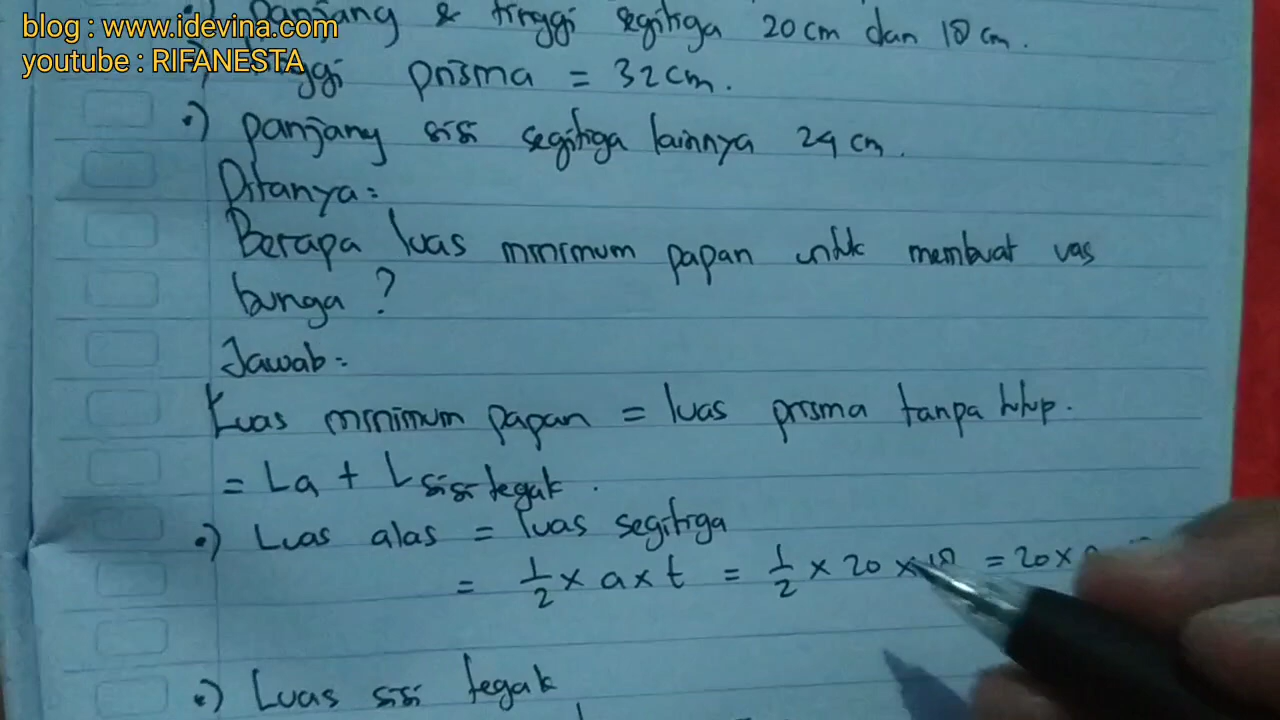 blog : www.idevina.com
youtube : RIFANESTA
panjang & tinggi segitiga 20 cm dan 18 cm.
prisma = 32 cm.
•) panjang sisi segitiga lainnya 24 cm.
Ditanya :
Berapa luas minimum papan untuk membuat vas
bunga ?
Jawab :
Luas minimum papan = luas prisma tanpa tutup.
= La + L sisi tegak .
•) Luas alas = luas segitiga
= 1/2 x a x t = 1/2 x 20 x 18 = 20 x
•) Luas sisi tegak